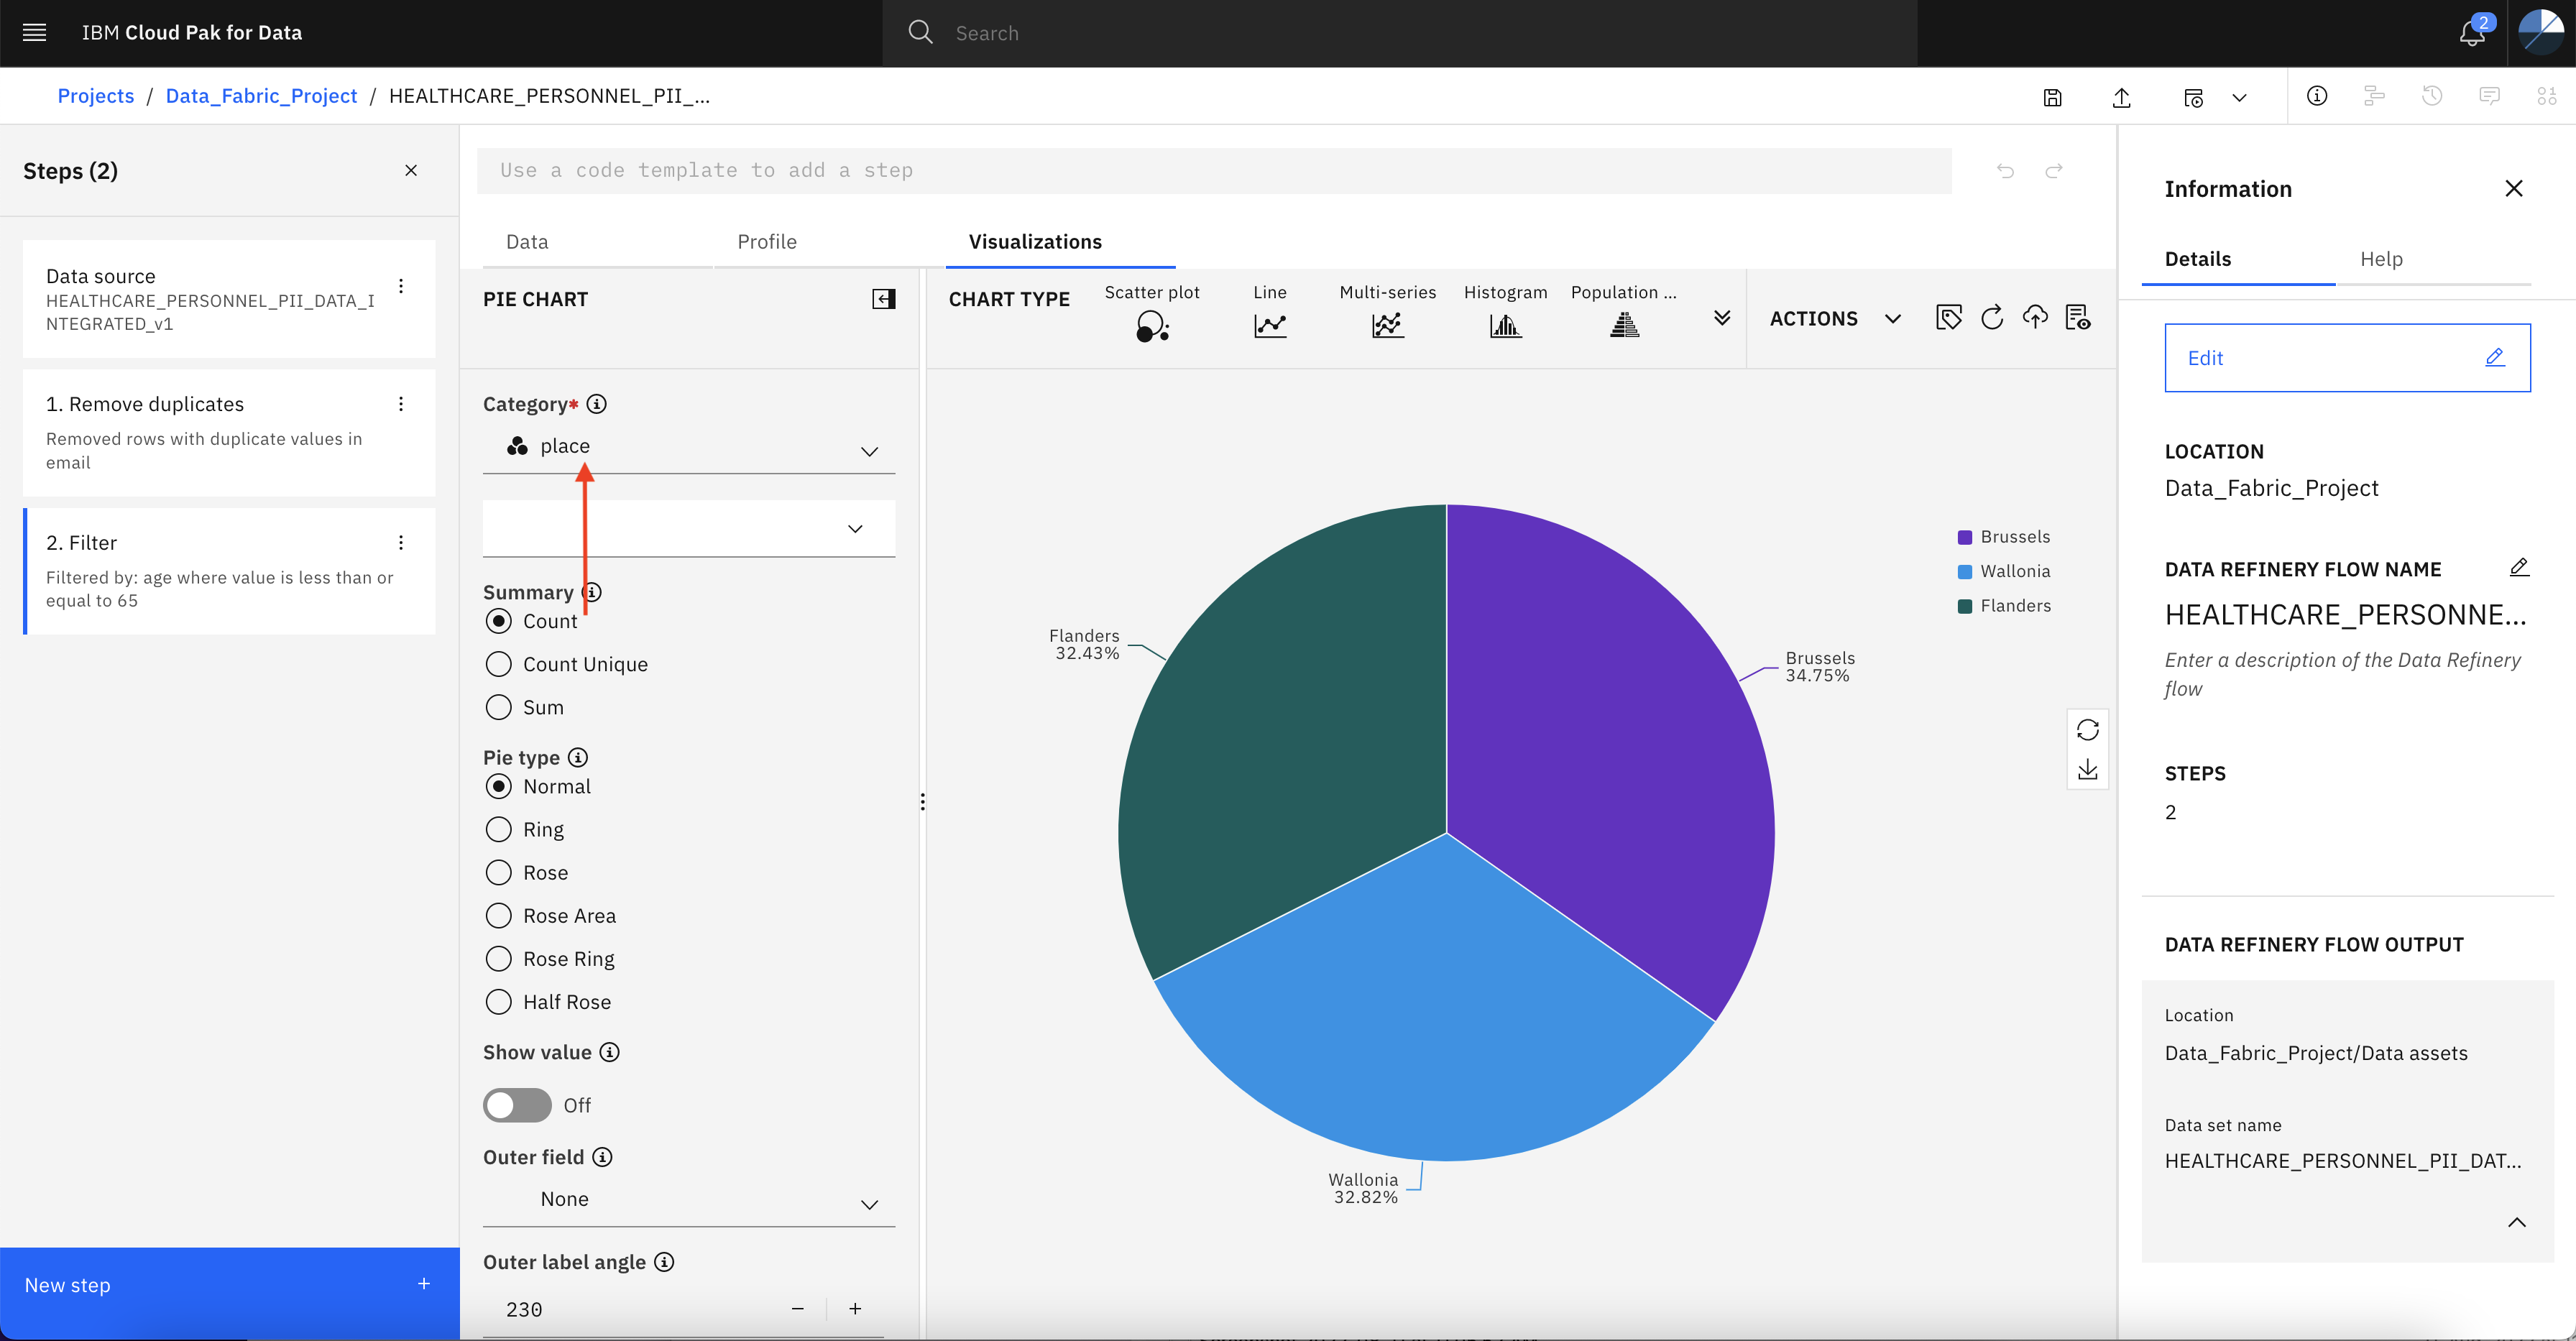 IBM Cloud Pak for Data
Search
2
Projects / Data_Fabric_Project / HEALTHCARE_PERSONNEL_PII_...
Steps (2)
Data source
HEALTHCARE_PERSONNEL_PII_DATA_I
NTEGRATED_v1
1. Remove duplicates
Removed rows with duplicate values in
email
2. Filter
Filtered by: age where value is less than or
equal to 65
New step
Use a code template to add a step
Data
Profile
Visualizations
PIE CHART
Category*
place
Summary
Count
Count Unique
Sum
Pie type
Normal
Ring
Rose
Rose Area
Rose Ring
Half Rose
Show value
Off
Outer field
None
Outer label angle
230
CHART TYPE
Scatter plot
Line
Multi-series
Histogram
Population ...
ACTIONS
Brussels
Wallonia
Flanders
Flanders
32.43%
Brussels
34.75%
Wallonia
32.82%
Information
Details
Help
Edit
LOCATION
Data_Fabric_Project
DATA REFINERY FLOW NAME
HEALTHCARE_PERSONNE...
Enter a description of the Data Refinery
flow
STEPS
2
DATA REFINERY FLOW OUTPUT
Location
Data_Fabric_Project/Data assets
Data set name
HEALTHCARE_PERSONNEL_PII_DAT...